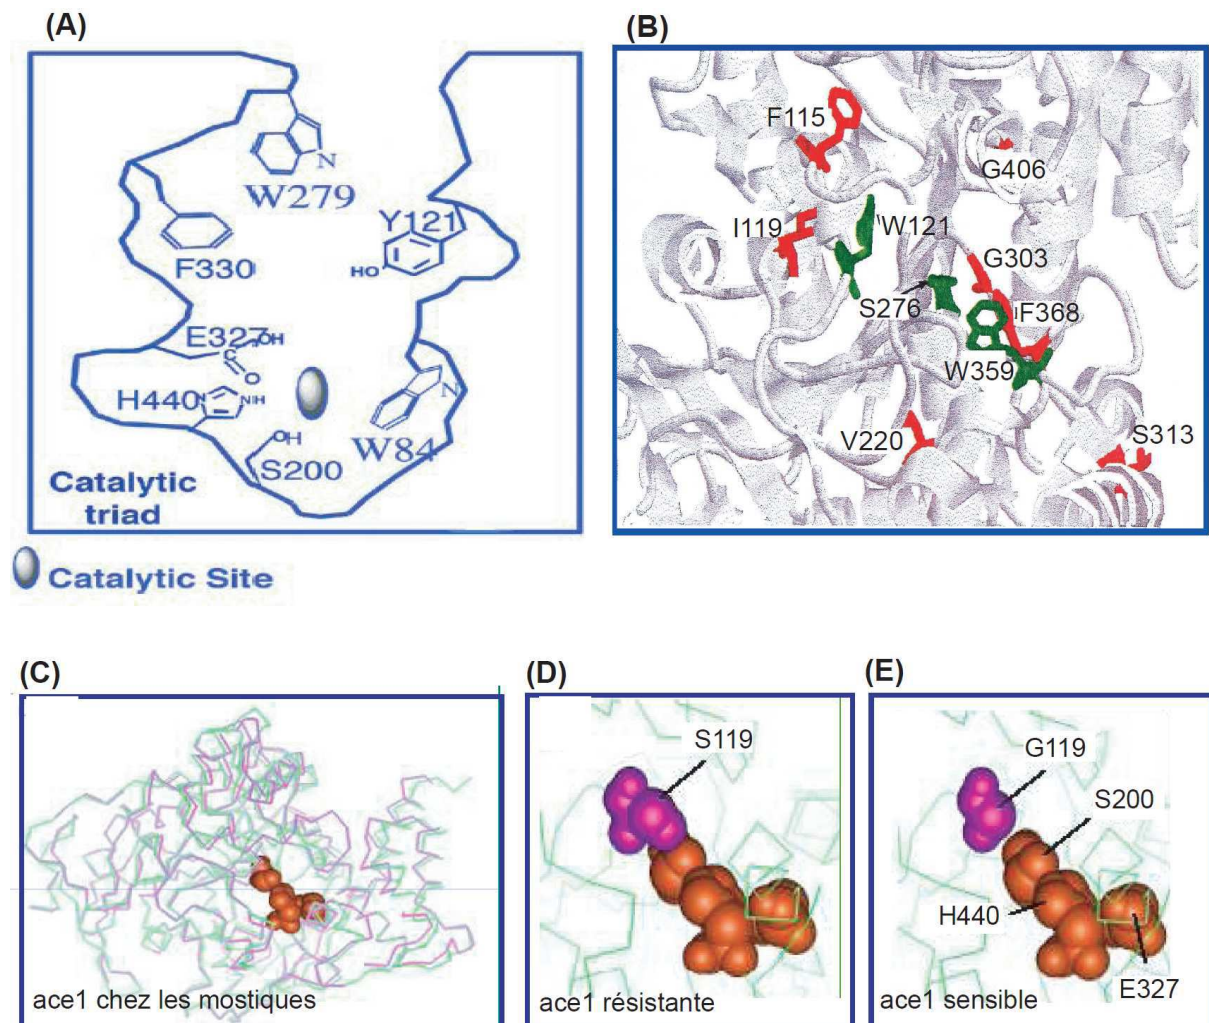 (A)
W279
Y121
HO
F330
E327
OH
C
O
H440
N
NH
N
OH
W84
S200
Catalytic
triad
Catalytic Site
(B)
F115
G406
I119
W121
G303
S276
F368
W359
V220
S313
(C)
ace1 chez les mostiques
(D)
S119
ace1 résistante
(E)
G119
S200
H440
E327
ace1 sensible